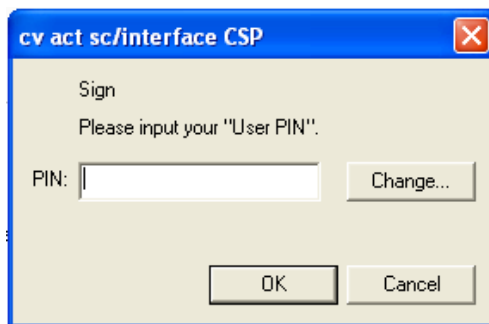 cv act sc/interface CSP
Sign
Please input your "User PIN".
PIN:
Change...
OK
Cancel